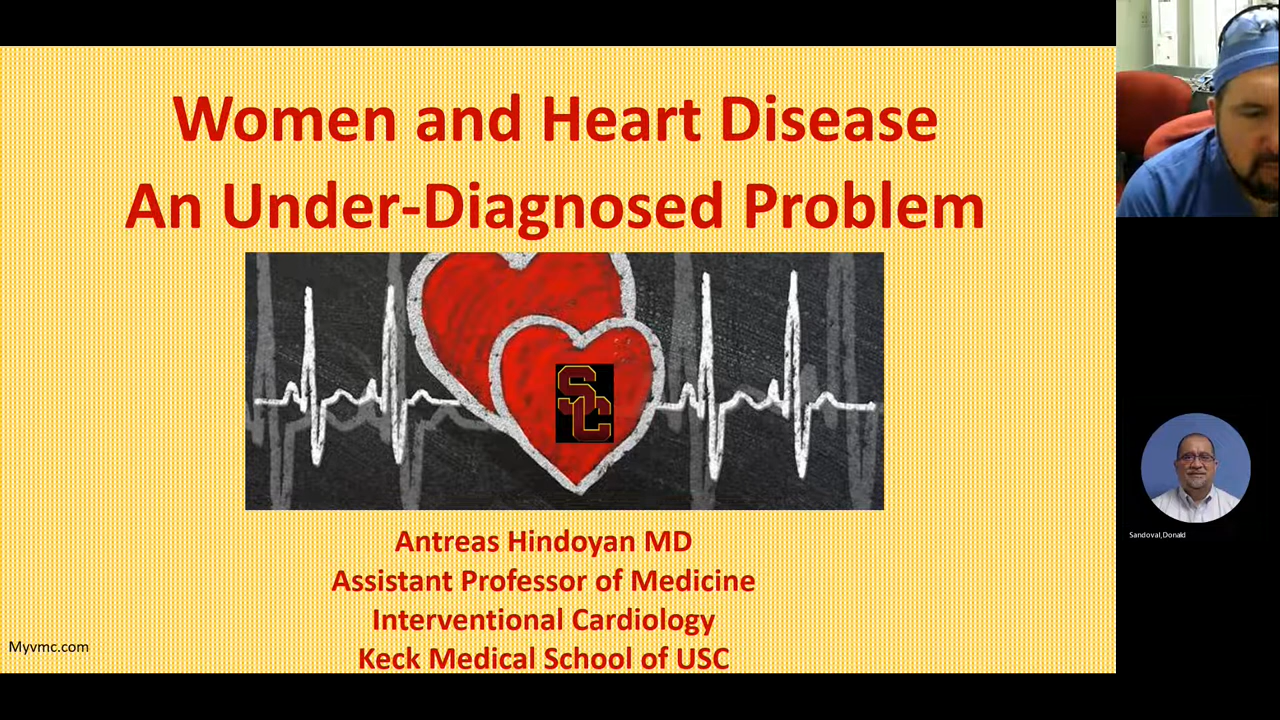 Women and Heart Disease
An Under-Diagnosed Problem
SC
Antreas Hindoyan MD
Assistant Professor of Medicine
Interventional Cardiology
Keck Medical School of USC
Myvmc.com
Sandoval,Donald